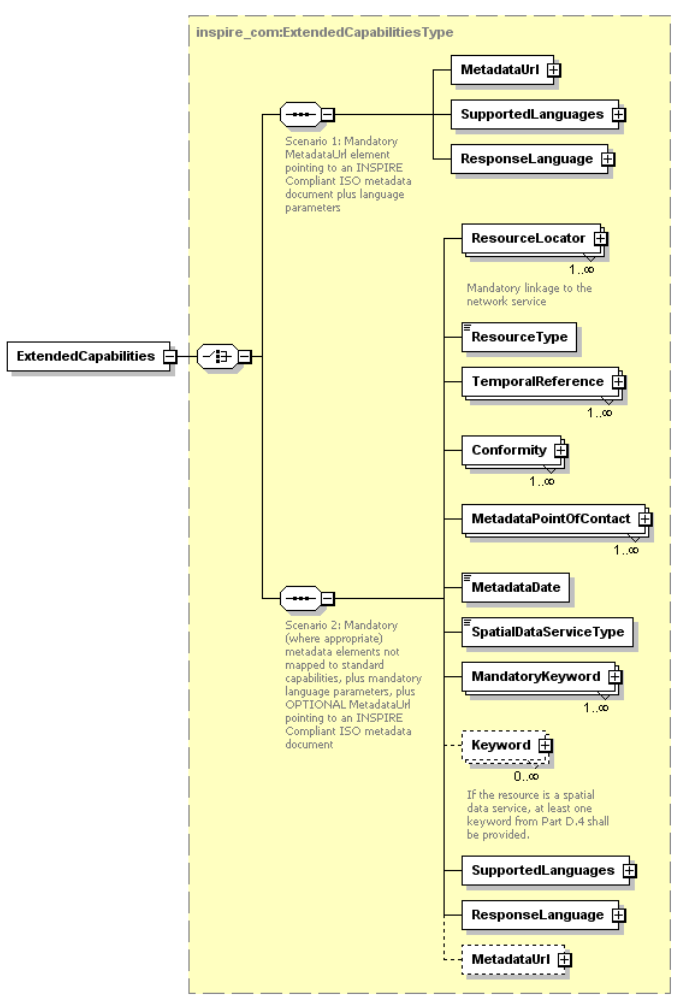 inspire_com:ExtendedCapabilitiesType
MetadataUrl
SupportedLanguages
ResponseLanguage
Scenario 1: Mandatory
MetadataUrl element
pointing to an INSPIRE
Compliant ISO metadata
document plus language
parameters
ResourceLocator
1..∞
Mandatory linkage to the
network service
ResourceType
ExtendedCapabilities
TemporalReference
1..∞
Conformity
1..∞
MetadataPointOfContact
1..∞
MetadataDate
Scenario 2: Mandatory
(where appropriate)
metadata elements not
mapped to standard
capabilities, plus mandatory
language parameters, plus
OPTIONAL MetadataUrl
pointing to an INSPIRE
Compliant ISO metadata
document
SpatialDataServiceType
MandatoryKeyword
1..∞
Keyword
0..∞
If the resource is a spatial
data service, at least one
keyword from Part D.4 shall
be provided.
SupportedLanguages
ResponseLanguage
MetadataUrl